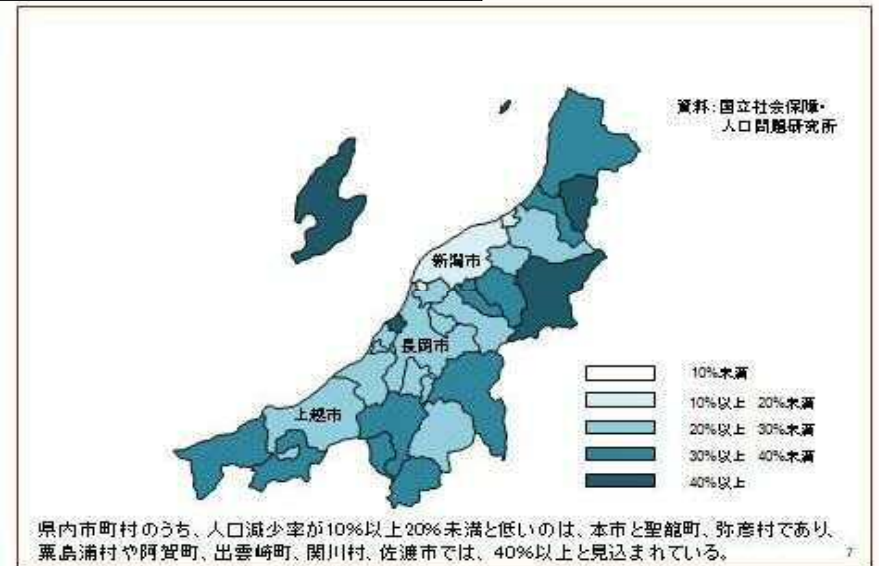 資料：国立社会保障・
人口問題研究所
新潟市
長岡市
上越市
10%未満
10%以上 20%未満
20%以上 30%未満
30%以上 40%未満
40%以上
県内市町村のうち、人口減少率が10%以上20%未満と低いのは、本市と聖籠町、弥彦村であり、
粟島浦村や阿賀町、出雲崎町、関川村、佐渡市では、40%以上と見込まれている。
7